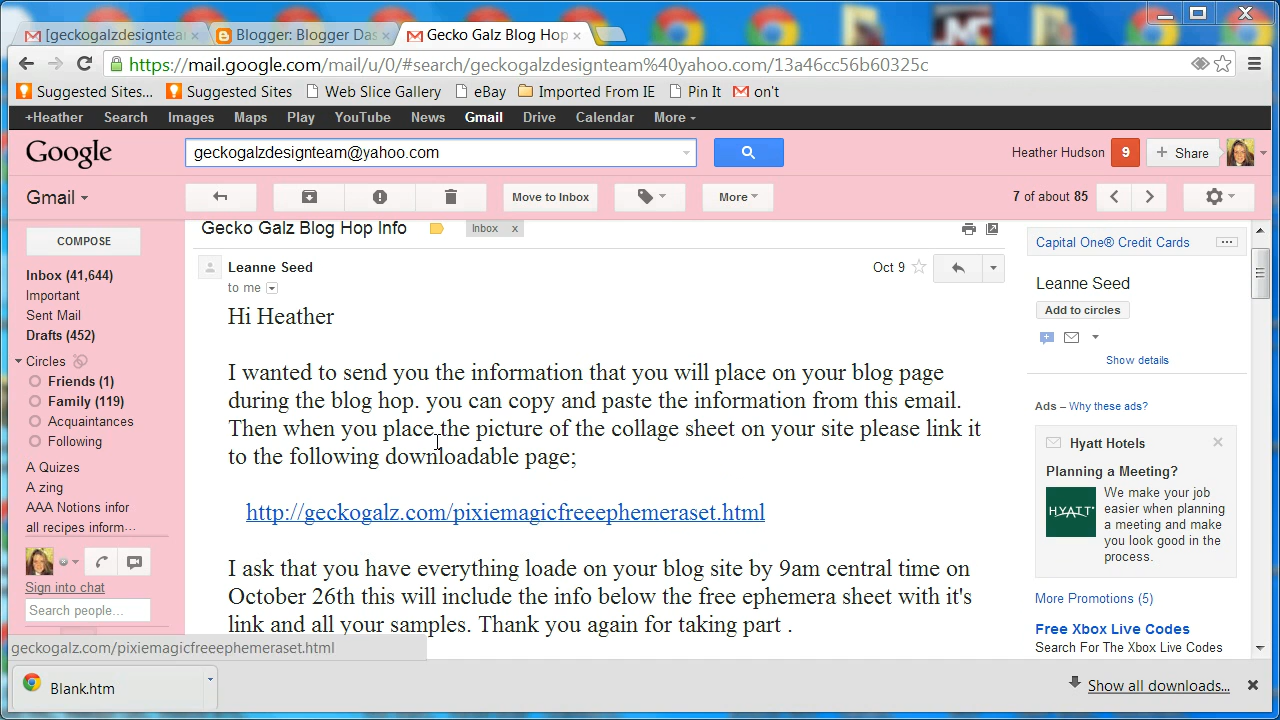 [geckogalzdesigntea
Blogger: Blogger Das
Gecko Galz Blog Hop
https://mail.google.com/mail/u/0/#search/geckogalzdesignteam%40yahoo.com/13a46cc56b60325c
Suggested Sites...
Suggested Sites
Web Slice Gallery
eBay
Imported From IE
Pin It
on't
+Heather Search Images Maps Play YouTube News Gmail Drive Calendar More
Google
geckogalzdesignteam@yahoo.com
Heather Hudson 9 + Share
Gmail
Move to Inbox
More
7 of about 85
COMPOSE
Inbox (41,644)
Important
Sent Mail
Drafts (452)
Circles
Friends (1)
Family (119)
Acquaintances
Following
A Quizes
A zing
AAA Notions infor
all recipes inform...
Sign into chat
Search people...
Gecko Galz Blog Hop Info
Inbox x
Leanne Seed
Oct 9
to me
Hi Heather
I wanted to send you the information that you will place on your blog page
during the blog hop. you can copy and paste the information from this email.
Then when you place the picture of the collage sheet on your site please link it
to the following downloadable page;
http://geckogalz.com/pixiemagicfreeephemeraset.html
I ask that you have everything loade on your blog site by 9am central time on
October 26th this will include the info below the free ephemera sheet with it's
link and all your samples. Thank you again for taking part .
Capital One® Credit Cards
Leanne Seed
Add to circles
Show details
Ads – Why these ads?
Hyatt Hotels
Planning a Meeting?
HYATT
We make your job
easier when planning
a meeting and make
you look good in the
process.
More Promotions (5)
Free Xbox Live Codes
Search For The Xbox Live Codes
geckogalz.com/pixiemagicfreeephemeraset.html
Blank.htm
Show all downloads...